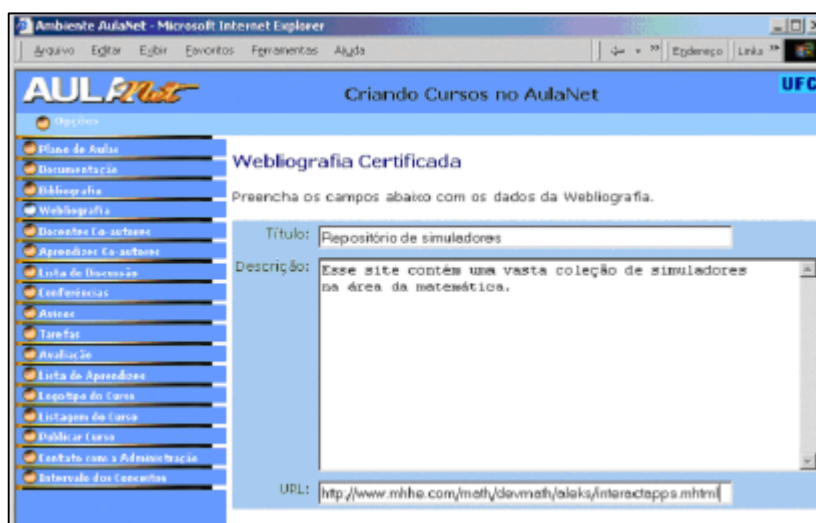 Ambiente AulaNet - Microsoft Internet Explorer
Arquivo Editar Exibir Favoritos Ferramentas Ajuda
Endereço Links
AULANet
Criando Cursos no AulaNet
UFC
Opções
Plano de Aulas
Documentação
Bibliografia
Webliografia
Docentes Co-autores
Aprendizes Co-autores
Lista de Discussão
Conferências
Avisos
Tarefas
Avaliação
Lista de Aprendizes
Logotipo do Curso
Listagem do Curso
Publicar Curso
Contato com a Administração
Intervalo dos Conceitos
Webliografia Certificada
Preencha os campos abaixo com os dados da Webliografia.
Título: Repositório de simuladores
Descrição: Esse site contém uma vasta coleção de simuladores
na área da matemática.
URL: http://www.mhhe.com/math/devmath/aleks/interactapps.mhtml